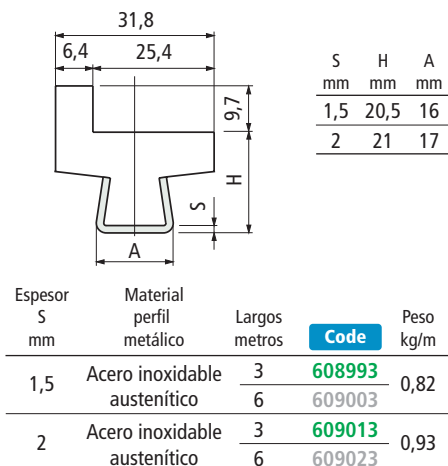 31,8
6,4 25,4
9,7
H
S
A
S H A
mm mm mm
1,5 20,5 16
2 21 17
Espesor Material
S perfil Largos Code Peso
mm metálico metros kg/m
1,5 Acero inoxidable austenítico 3 608993 0,82
6 609003
2 Acero inoxidable austenítico 3 609013 0,93
6 609023